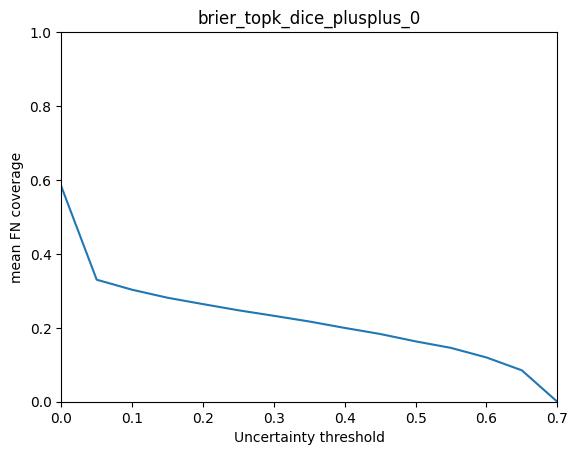 brier_topk_dice_plusplus_0
1.0
0.8
0.6
0.4
0.2
0.0
mean FN coverage
0.0 0.1 0.2 0.3 0.4 0.5 0.6 0.7
Uncertainty threshold